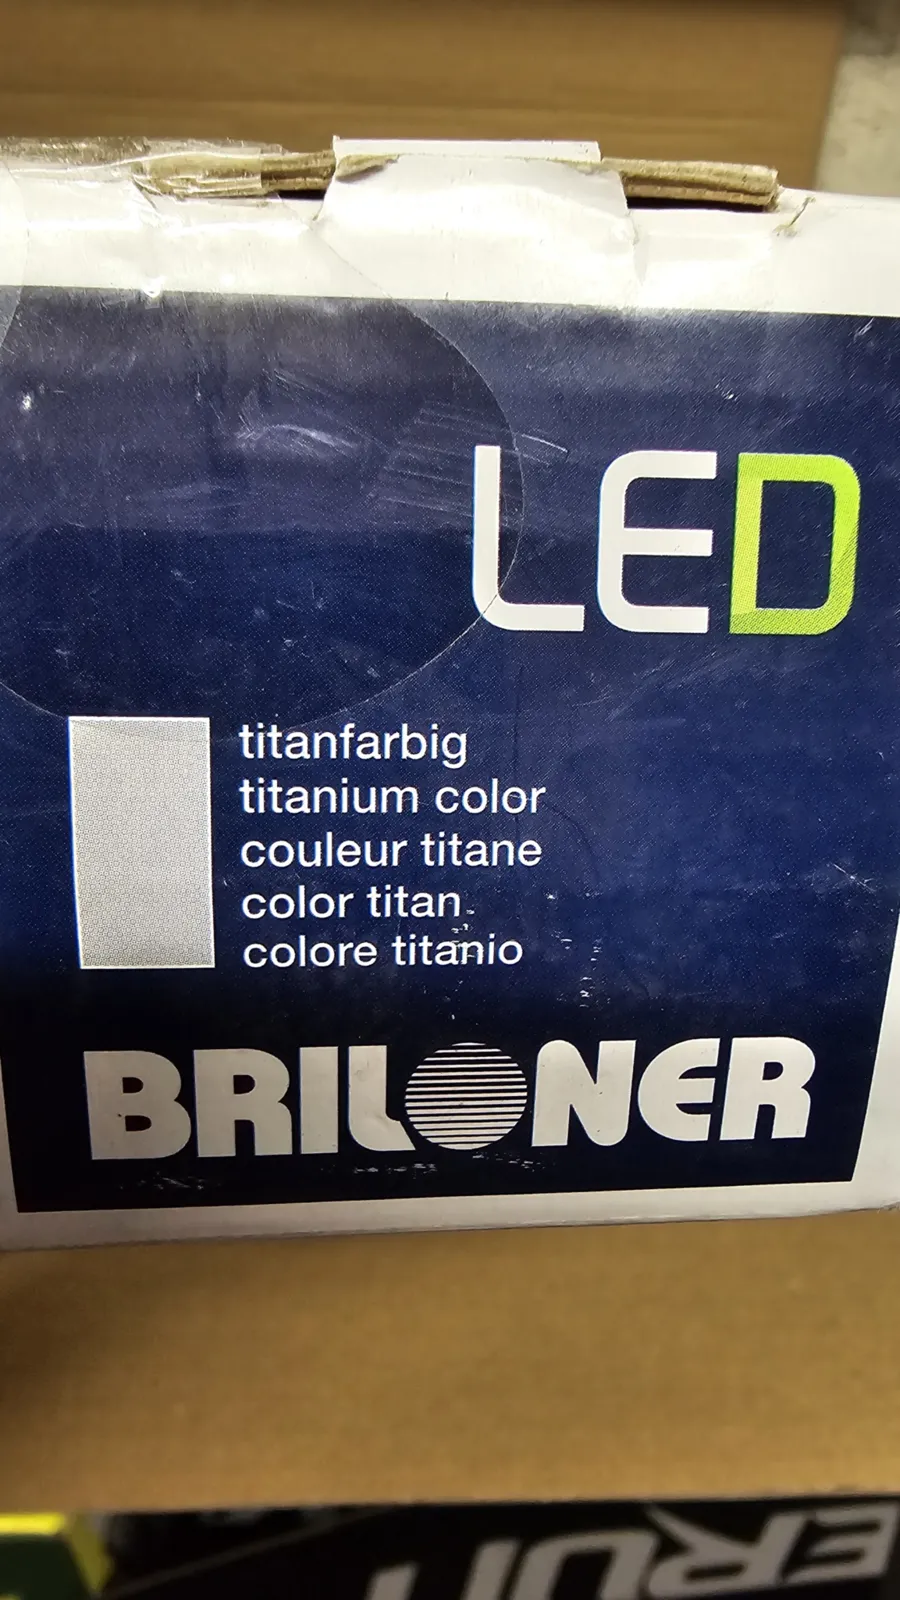 LED
titanfarbig
titanium color
couleur titane
color titan
colore titanio
BRILONER